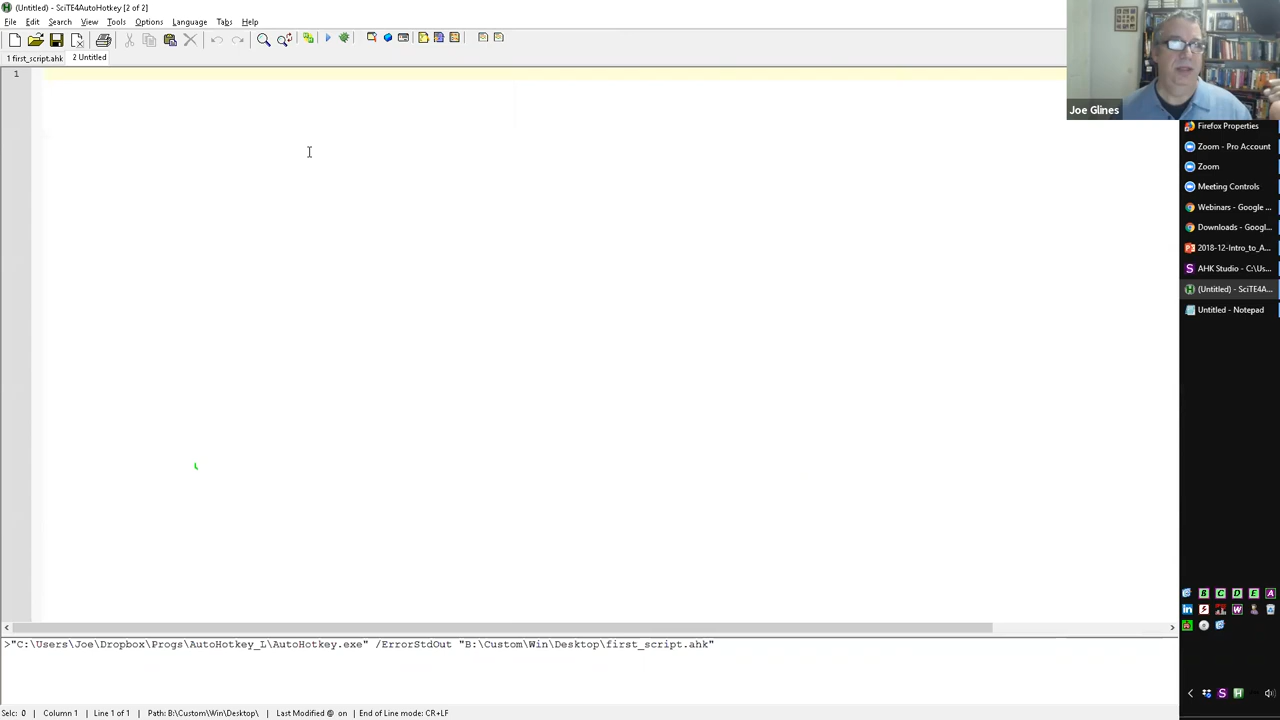 (Untitled) - SciTE4AutoHotkey [2 of 2]
File Edit Search View Tools Options Language Tabs Help
1 first_script.ahk 2 Untitled
1
Joe Glines
Firefox Properties
Zoom - Pro Account
Zoom
Meeting Controls
Webinars - Google ...
Downloads - Googl...
2018-12-Intro_to_A...
AHK Studio - C:\Us...
(Untitled) - SciTE4A...
Untitled - Notepad
>"C:\Users\Joe\Dropbox\Progs\AutoHotkey_L\AutoHotkey.exe" /ErrorStdOut "B:\Custom\Win\Desktop\first_script.ahk"
Selc: 0 | Column 1 | Line 1 of 1 | Path: B:\Custom\Win\Desktop\ | Last Modified @ on | End of Line mode: CR+LF